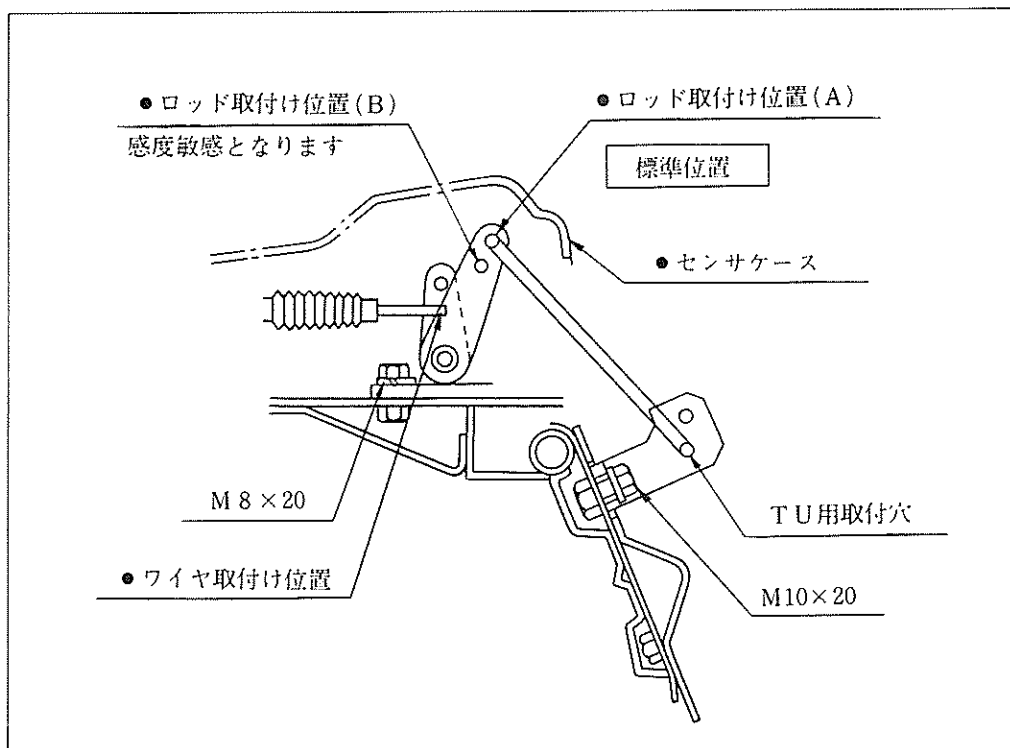 ●ロッド取付け位置(B)
感度敏感となります
●ロッド取付け位置(A)
標準位置
●センサケース
M8×20
TU用取付穴
●ワイヤ取付け位置
M10×20